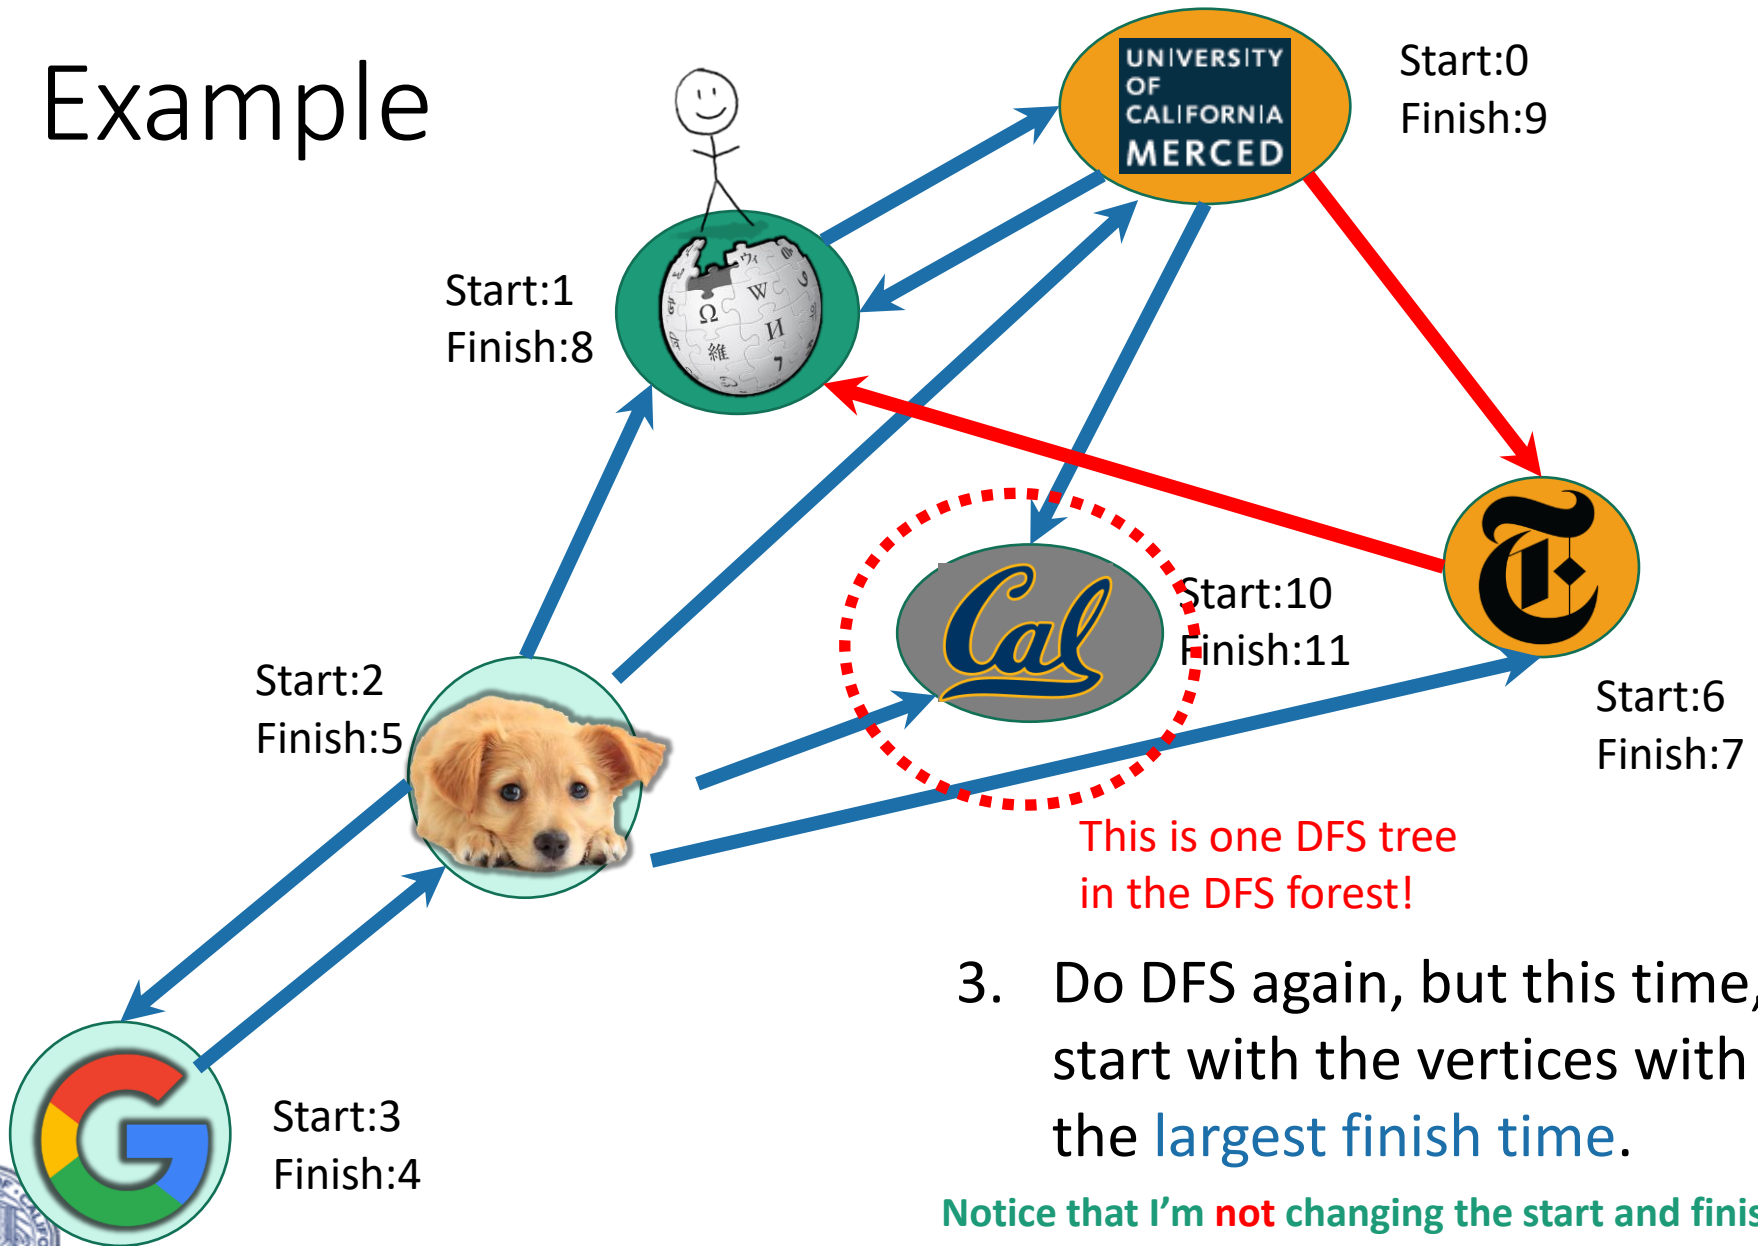 Example
UNIVERSITY
OF
CALIFORNIA
MERCED
Start:0
Finish:9
Start:1
Finish:8
Ω
W
И
維
Cal
Start:10
Finish:11
T
Start:2
Finish:5
Start:6
Finish:7
This is one DFS tree
in the DFS forest!
G
Start:3
Finish:4
3. Do DFS again, but this time,
start with the vertices with
the largest finish time.
Notice that I'm not changing the start and finis